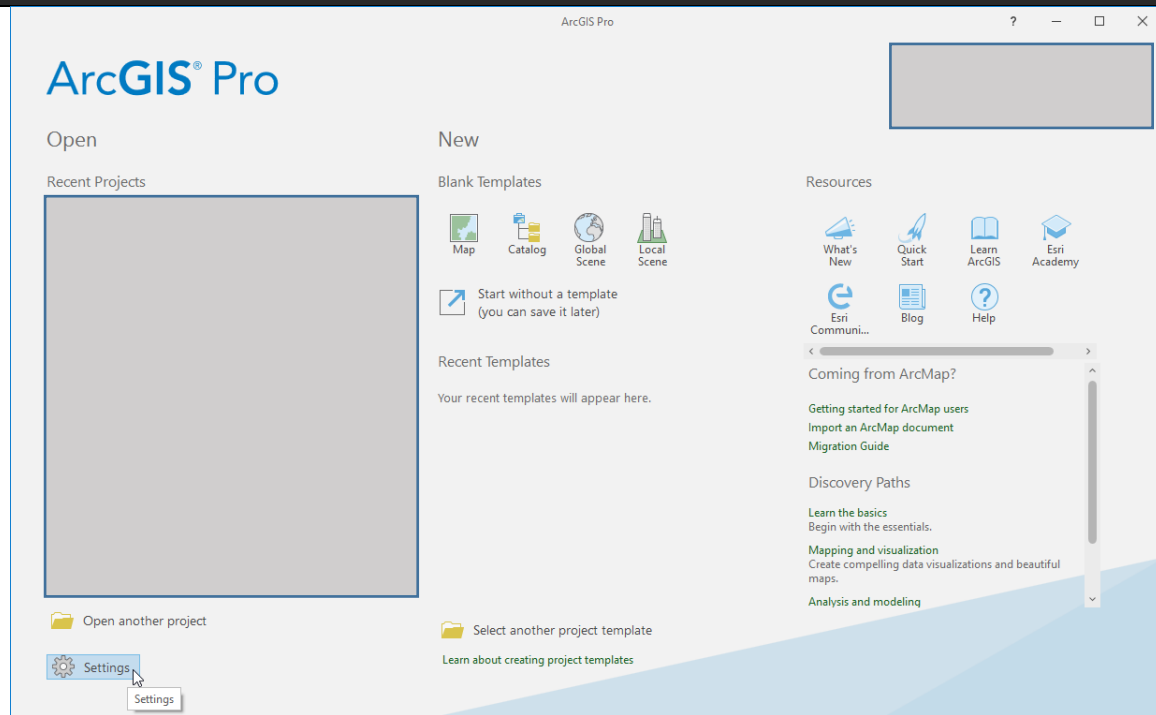 ArcGIS Pro
?
ArcGIS® Pro
Open
Recent Projects
Open another project
Settings
Settings
New
Blank Templates
Map
Catalog
Global
Scene
Local
Scene
Start without a template
(you can save it later)
Recent Templates
Your recent templates will appear here.
Select another project template
Learn about creating project templates
Resources
What's
New
Quick
Start
Learn
ArcGIS
Esri
Academy
Esri
Communi...
Blog
Help
Coming from ArcMap?
Getting started for ArcMap users
Import an ArcMap document
Migration Guide
Discovery Paths
Learn the basics
Begin with the essentials.
Mapping and visualization
Create compelling data visualizations and beautiful
maps.
Analysis and modeling